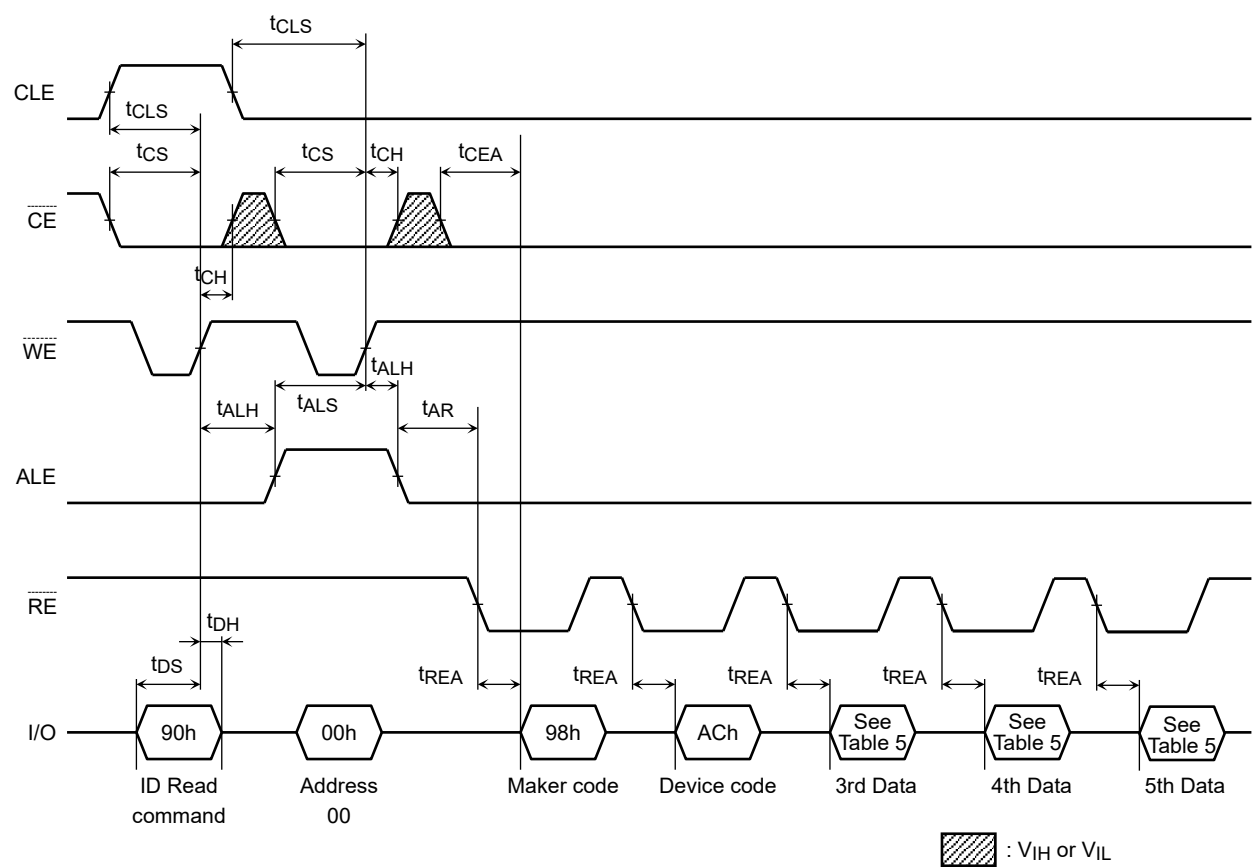 tCLS
CLE
tCLS
tCS
tCS
tCH
tCEA
CE
tCH
WE
tALH
tALH
tALS
tAR
ALE
RE
tDH
tDS
tREA
tREA
tREA
tREA
tREA
I/O
90h
00h
98h
ACh
See
Table 5
See
Table 5
See
Table 5
ID Read
command
Address
00
Maker code
Device code
3rd Data
4th Data
5th Data
: VIH or VIL